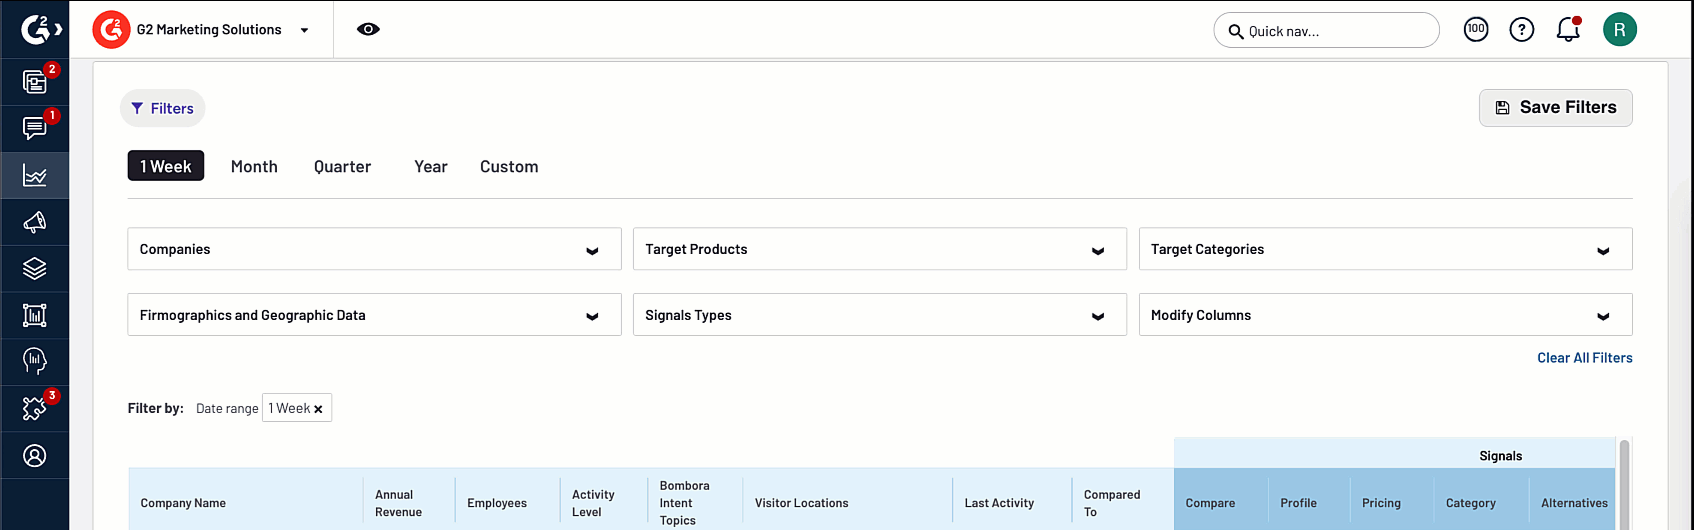 G2
G2 Marketing Solutions
Quick nav...
100
?
R
2
1
3
Filters
Save Filters
1 Week
Month
Quarter
Year
Custom
Companies
Target Products
Target Categories
Firmographics and Geographic Data
Signals Types
Modify Columns
Clear All Filters
Filter by: Date range 1 Week ×
Signals
Company Name
Annual
Revenue
Employees
Activity
Level
Bombora
Intent
Topics
Visitor Locations
Last Activity
Compared
To
Compare
Profile
Pricing
Category
Alternatives